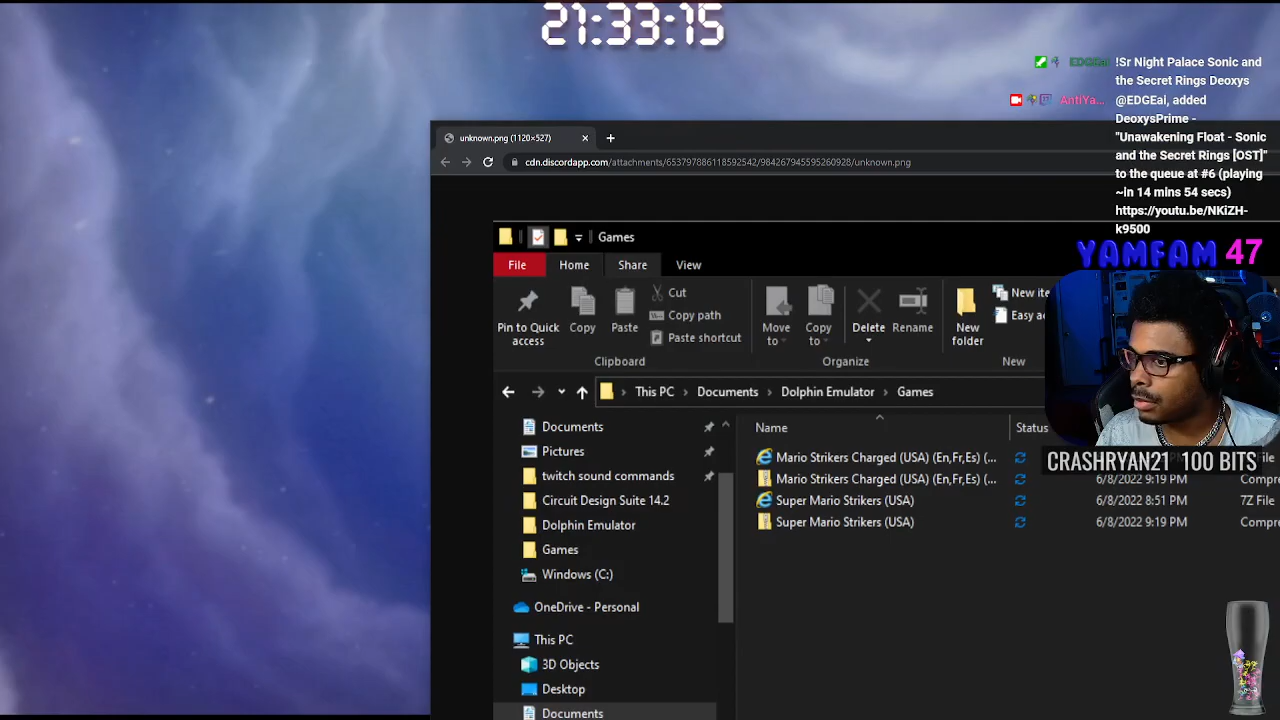 21:33:15
EDGEai !Sr Night Palace Sonic and
the Secret Rings Deoxys
AntiYa... @EDGEai, added
DeoxysPrime -
"Unawakening Float - Sonic
and the Secret Rings [OST]"
to the queue at #6 (playing
~in 14 mins 54 secs)
https://youtu.be/NKiZH-
k9500
YAMFAM 47
unknown.png (1120×527)
cdn.discordapp.com/attachments/653797886118592542/984267945595260928/unknown.png
Games
File Home Share View
Pin to Quick
access
Copy
Paste
Cut
Copy path
Paste shortcut
Move
to
Copy
to
Delete
Rename
New
folder
New ite
Easy ac
Clipboard
Organize
New
This PC > Documents > Dolphin Emulator > Games
Documents
Pictures
twitch sound commands
Circuit Design Suite 14.2
Dolphin Emulator
Games
Windows (C:)
OneDrive - Personal
This PC
3D Objects
Desktop
Documents
Name Status
Mario Strikers Charged (USA) (En,Fr,Es) (...
Mario Strikers Charged (USA) (En,Fr,Es) (... 6/8/2022 9:19 PM Compre
Super Mario Strikers (USA) 6/8/2022 8:51 PM 7Z File
Super Mario Strikers (USA) 6/8/2022 9:19 PM Compre
CRASHRYAN21 100 BITS